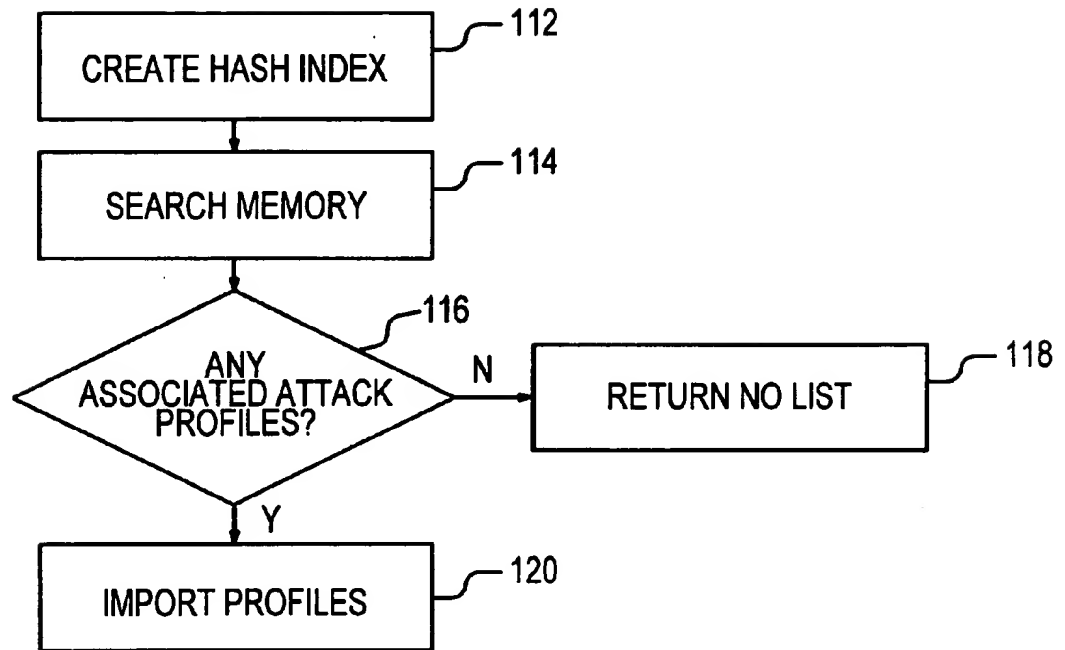 112
CREATE HASH INDEX
114
SEARCH MEMORY
116
ANY
ASSOCIATED ATTACK
PROFILES?
N
118
RETURN NO LIST
Y
120
IMPORT PROFILES